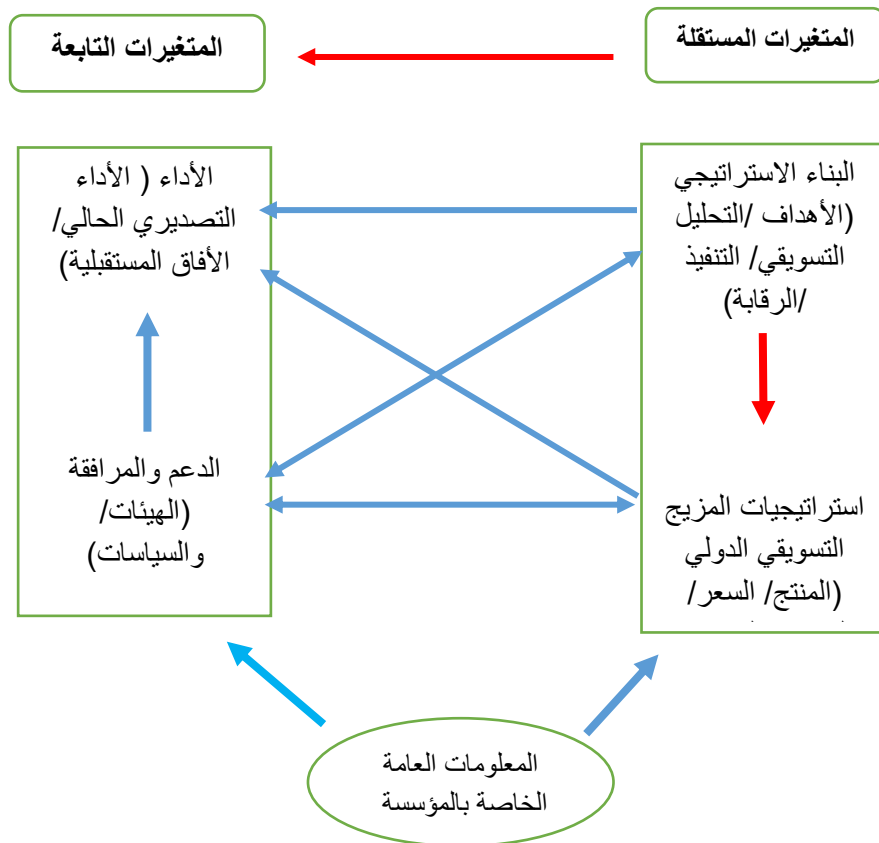 المتغيرات المستقلة
المتغيرات التابعة
البناء الاستراتيجي
(الأهداف /التحليل
التسويقي/ التنفيذ
/الرقابة)
استراتيجيات المزيج
التسويقي الدولي
(المنتج/ السعر/
الأداء ( الأداء
التصديري الحالي/
الأفاق المستقبلية)
الدعم والمرافقة
(الهيئات/
والسياسات)
المعلومات العامة
الخاصة بالمؤسسة